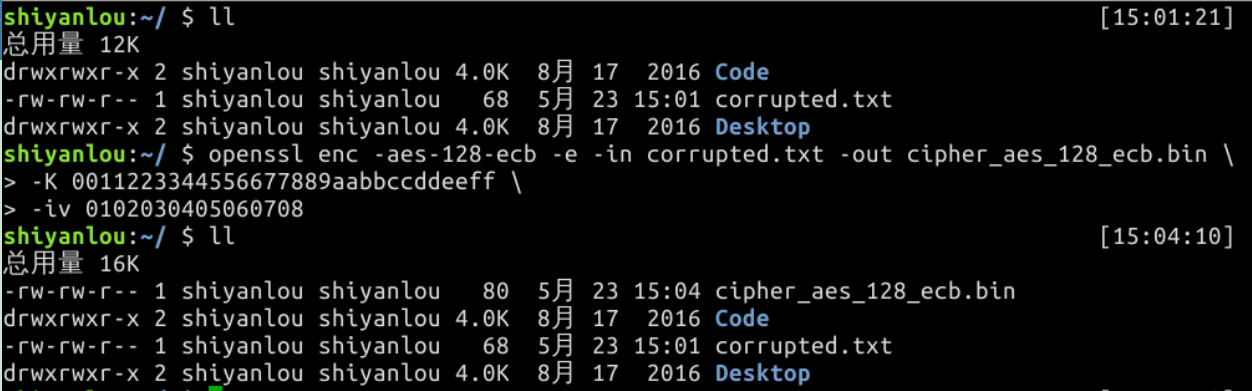 shiyanlou:~/ $ ll [15:01:21]
总用量 12K
drwxrwxr-x 2 shiyanlou shiyanlou 4.0K 8月 17 2016 Code
-rw-rw-r-- 1 shiyanlou shiyanlou 68 5月 23 15:01 corrupted.txt
drwxrwxr-x 2 shiyanlou shiyanlou 4.0K 8月 17 2016 Desktop
shiyanlou:~/ $ openssl enc -aes-128-ecb -e -in corrupted.txt -out cipher_aes_128_ecb.bin \
> -K 0011223344556677889aabbccddeeff \
> -iv 0102030405060708
shiyanlou:~/ $ ll [15:04:10]
总用量 16K
-rw-rw-r-- 1 shiyanlou shiyanlou 80 5月 23 15:04 cipher_aes_128_ecb.bin
drwxrwxr-x 2 shiyanlou shiyanlou 4.0K 8月 17 2016 Code
-rw-rw-r-- 1 shiyanlou shiyanlou 68 5月 23 15:01 corrupted.txt
drwxrwxr-x 2 shiyanlou shiyanlou 4.0K 8月 17 2016 Desktop